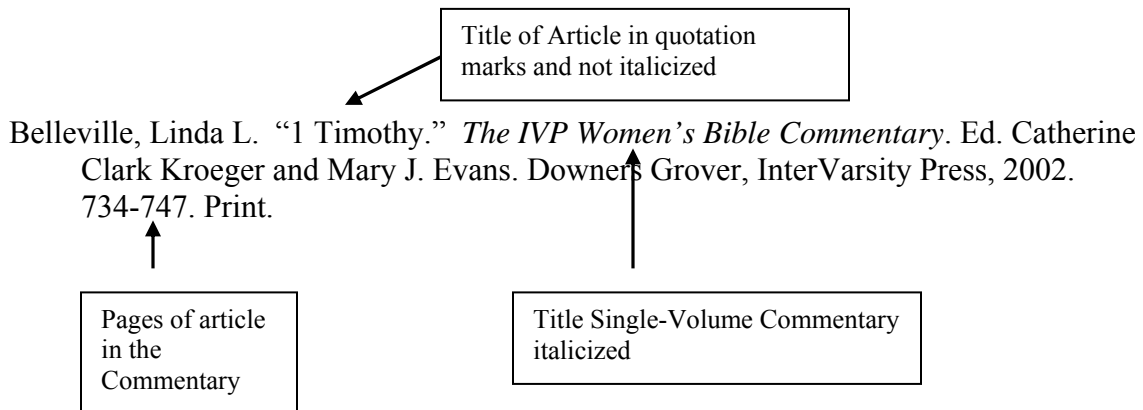 Title of Article in quotation
marks and not italicized
Belleville, Linda L.  “1 Timothy.”  The IVP Women’s Bible Commentary. Ed. Catherine
Clark Kroeger and Mary J. Evans. Downers Grover, InterVarsity Press, 2002.
734-747. Print.
Pages of article
in the
Commentary
Title Single-Volume Commentary
italicized